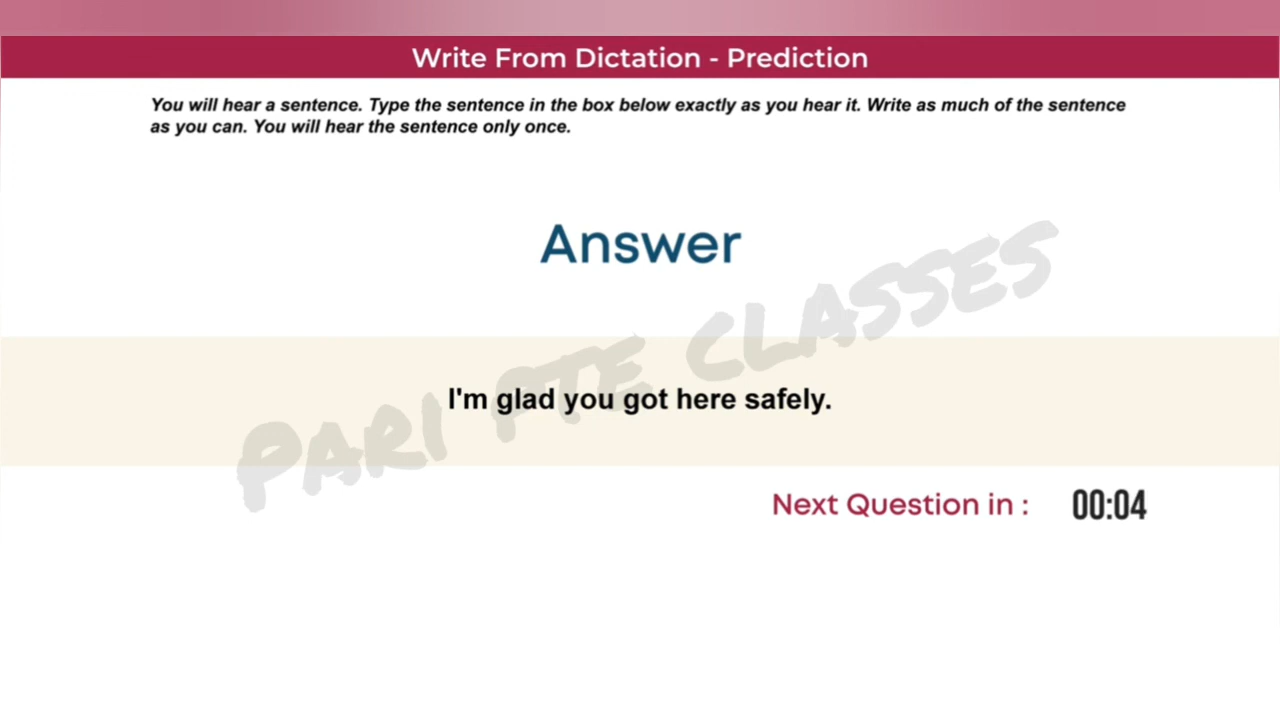 Write From Dictation - Prediction
You will hear a sentence. Type the sentence in the box below exactly as you hear it. Write as much of the sentence
as you can. You will hear the sentence only once.
Answer
PARI PTE CLASSES
I'm glad you got here safely.
Next Question in : 00:04